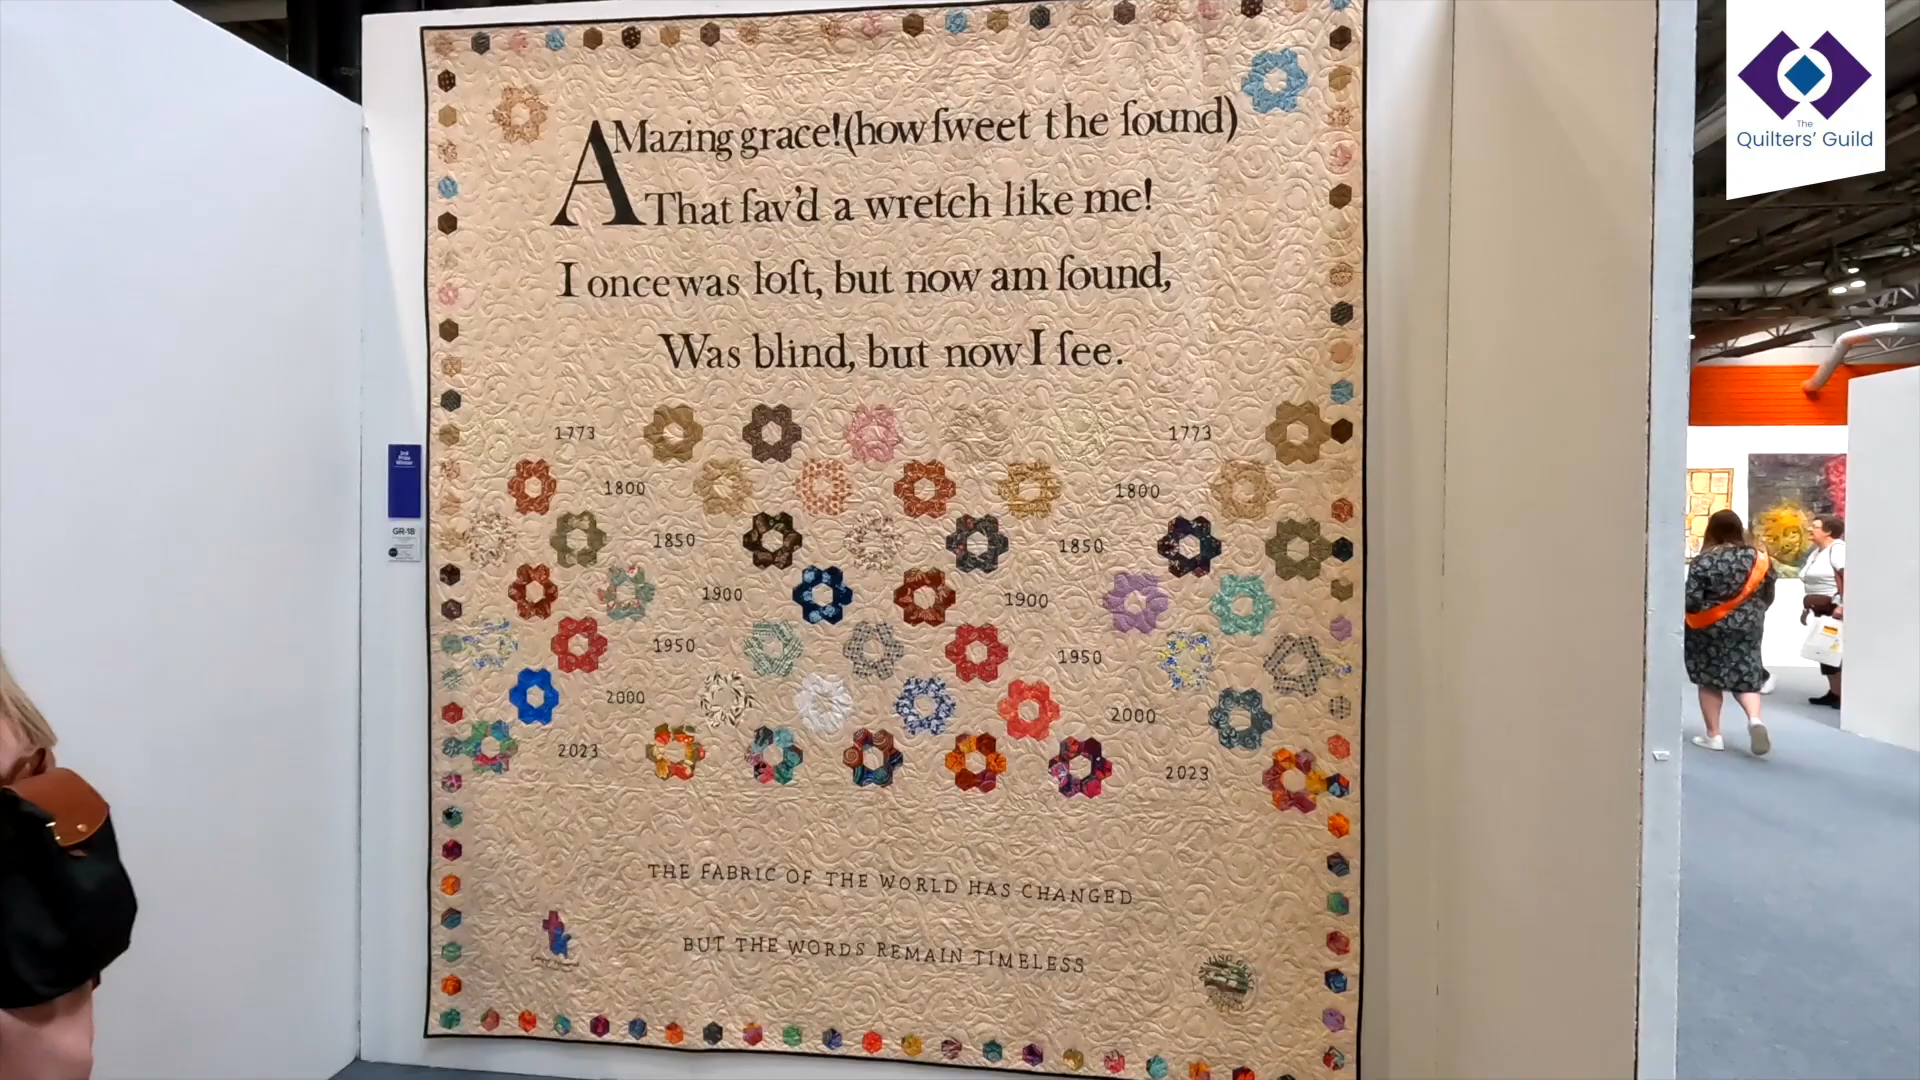 The
Quilters' Guild
AMazing grace! (how ſweet the ſound)
That ſav'd a wretch like me!
I once was loſt, but now am found,
Was blind, but now I ſee.
1773 1773
1800 1800
1850 1850
1900 1900
1950 1950
2000 2000
2023 2023
THE FABRIC OF THE WORLD HAS CHANGED
BUT THE WORDS REMAIN TIMELESS
GR-18